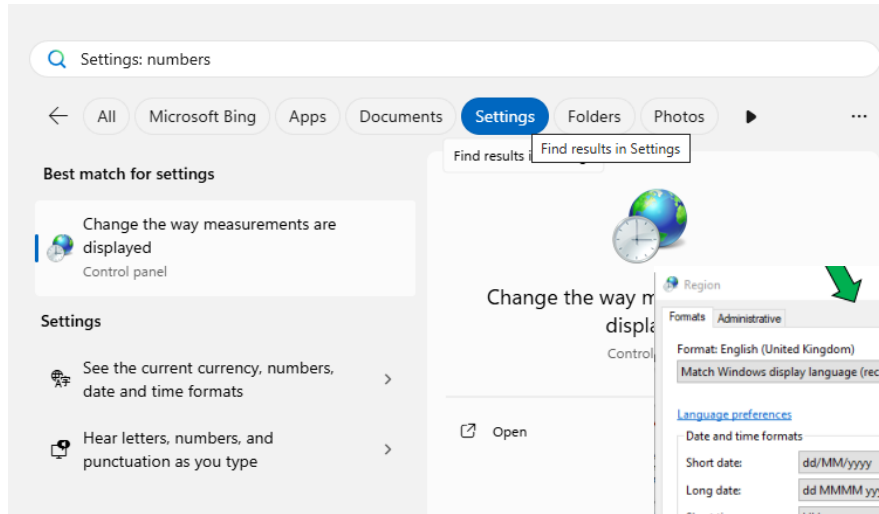 Settings: numbers
All Microsoft Bing Apps Documents Settings Folders Photos
Find results in Settings
Find results i
Best match for settings
Change the way measurements are
displayed
Control panel
Settings
See the current currency, numbers,
date and time formats
Hear letters, numbers, and
punctuation as you type
Change the way m
displa
Control
Open
Region
Formats Administrative
Format: English (United Kingdom)
Match Windows display language (rec
Language preferences
Date and time formats
Short date: dd/MM/yyyy
Long date: dd MMMM yyy